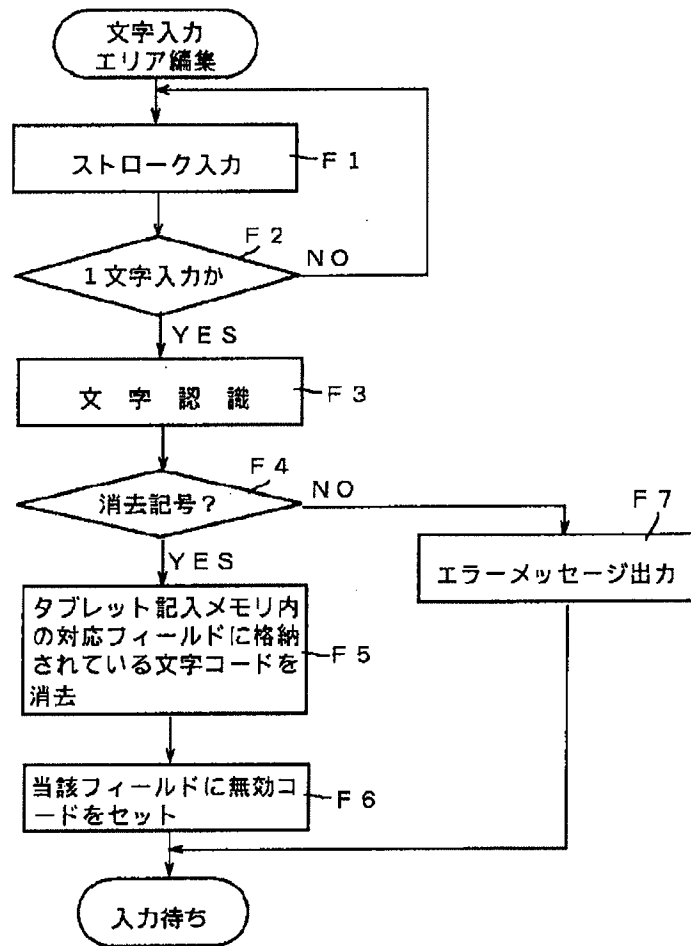 文字入力
エリア編集
ストローク入力
F1
F2
1文字入力か
NO
YES
文字認識
F3
F4
消去記号?
NO
YES
F7
エラーメッセージ出力
タブレット記入メモリ内
の対応フィールドに格納
されている文字コードを
消去
F5
当該フィールドに無効コ
ードをセット
F6
入力待ち